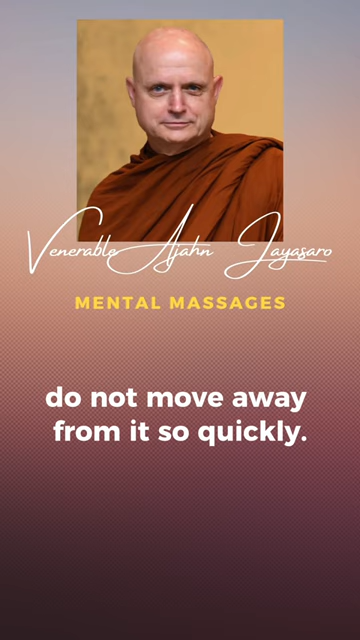 Venerable Ajahn Jayasaro
MENTAL MASSAGES
do not move away
from it so quickly.